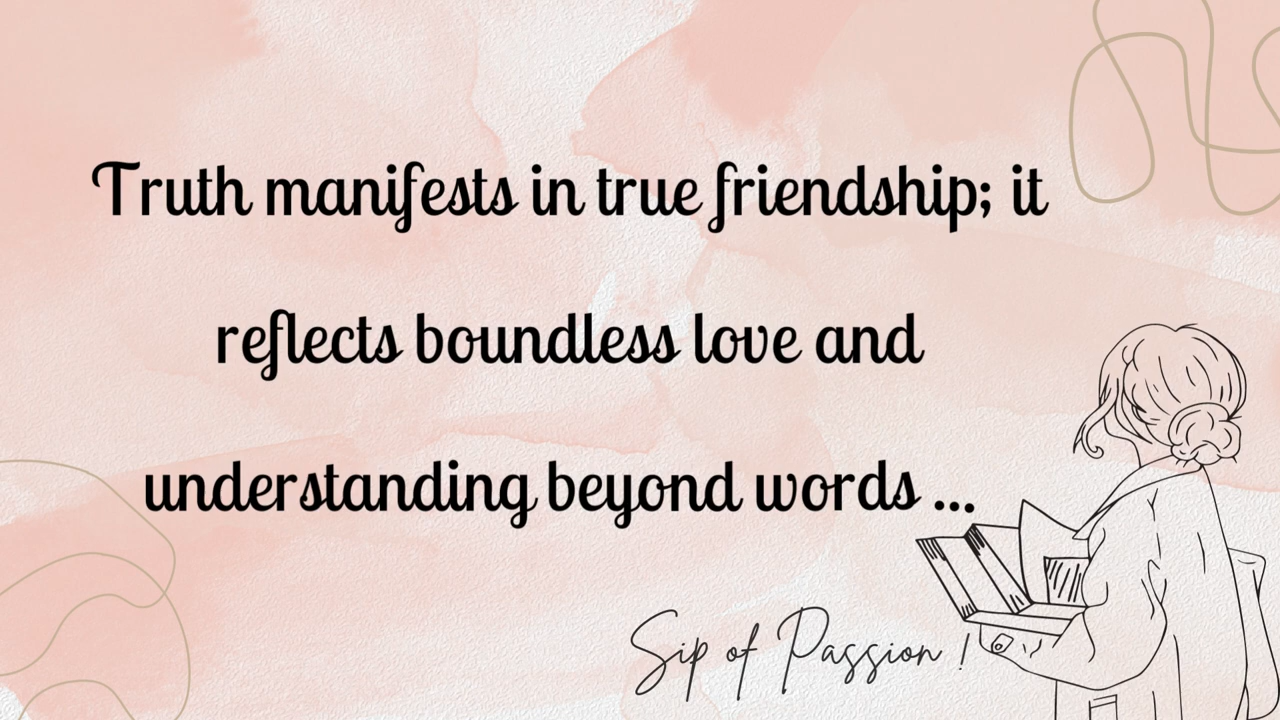 Truth manifests in true friendship; it
reflects boundless love and
understanding beyond words ...
Sip of Passion !